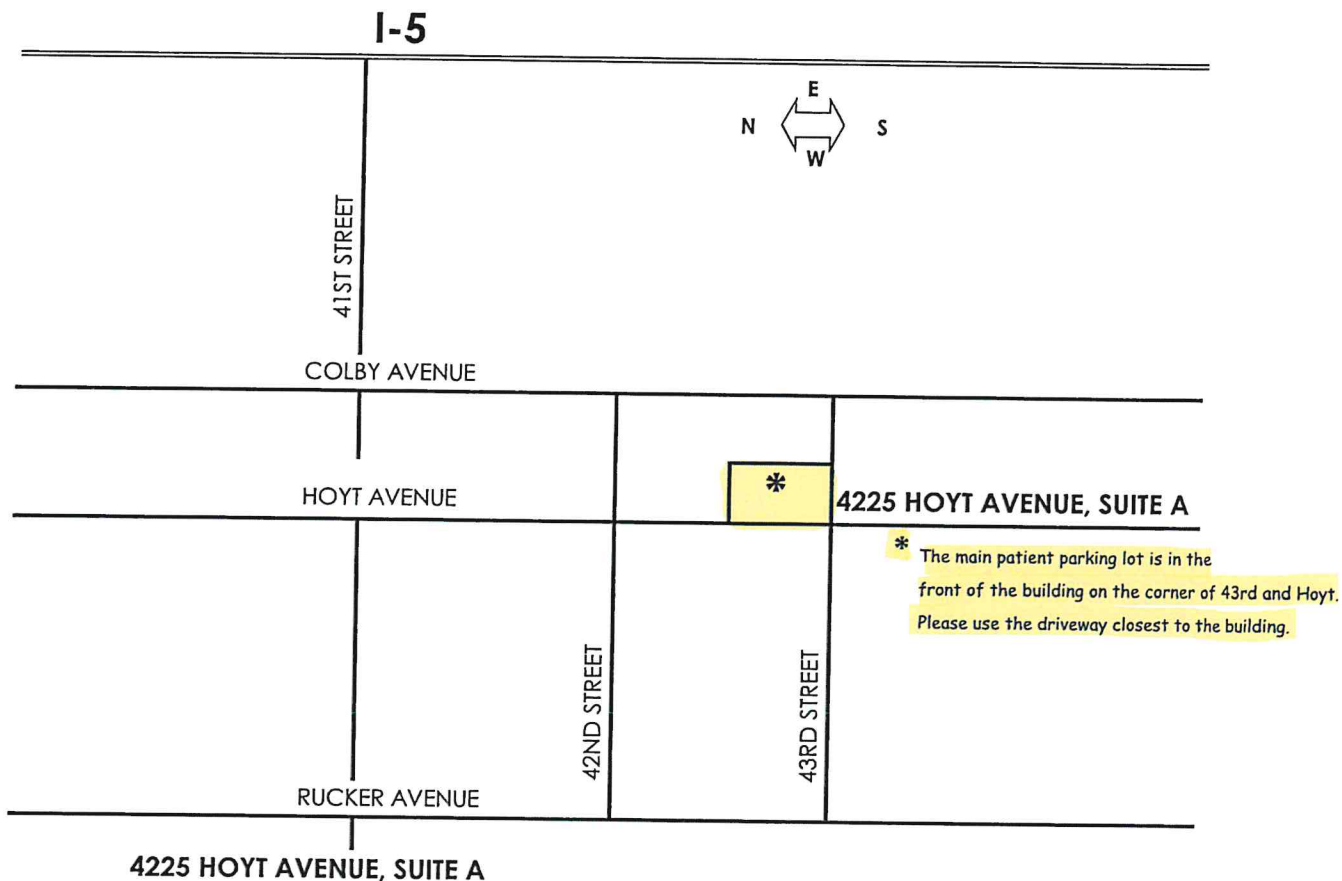 I-5
E
N
S
W
41ST STREET
COLBY AVENUE
*
HOYT AVENUE
4225 HOYT AVENUE, SUITE A
* The main patient parking lot is in the
front of the building on the corner of 43rd and Hoyt.
Please use the driveway closest to the building.
42ND STREET
43RD STREET
RUCKER AVENUE
4225 HOYT AVENUE, SUITE A